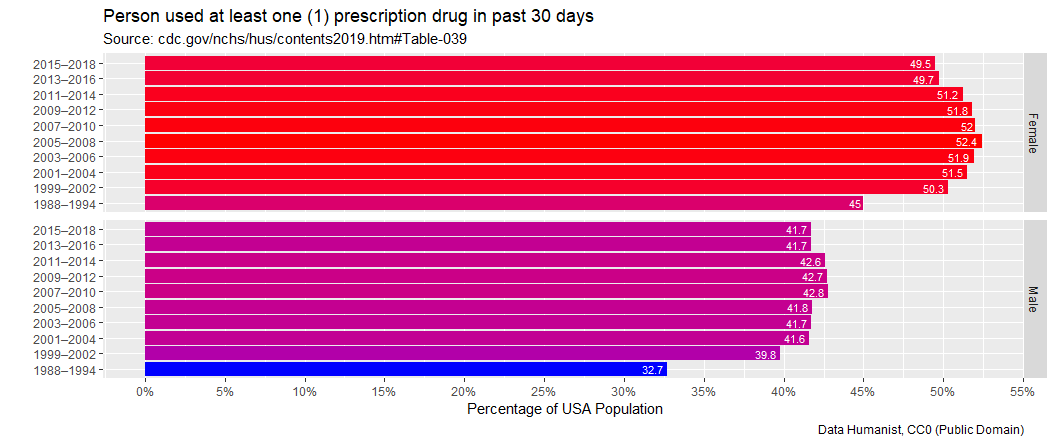 Person used at least one (1) prescription drug in past 30 days
Source: cdc.gov/nchs/hus/contents2019.htm#Table-039
2015–2018 49.5
2013–2016 49.7
2011–2014 51.2
2009–2012 51.8
2007–2010 52
2005–2008 52.4
2003–2006 51.9
2001–2004 51.5
1999–2002 50.3
1988–1994 45
Female
2015–2018 41.7
2013–2016 41.7
2011–2014 42.6
2009–2012 42.7
2007–2010 42.8
2005–2008 41.8
2003–2006 41.7
2001–2004 41.6
1999–2002 39.8
1988–1994 32.7
Male
0% 5% 10% 15% 20% 25% 30% 35% 40% 45% 50% 55%
Percentage of USA Population
Data Humanist, CC0 (Public Domain)